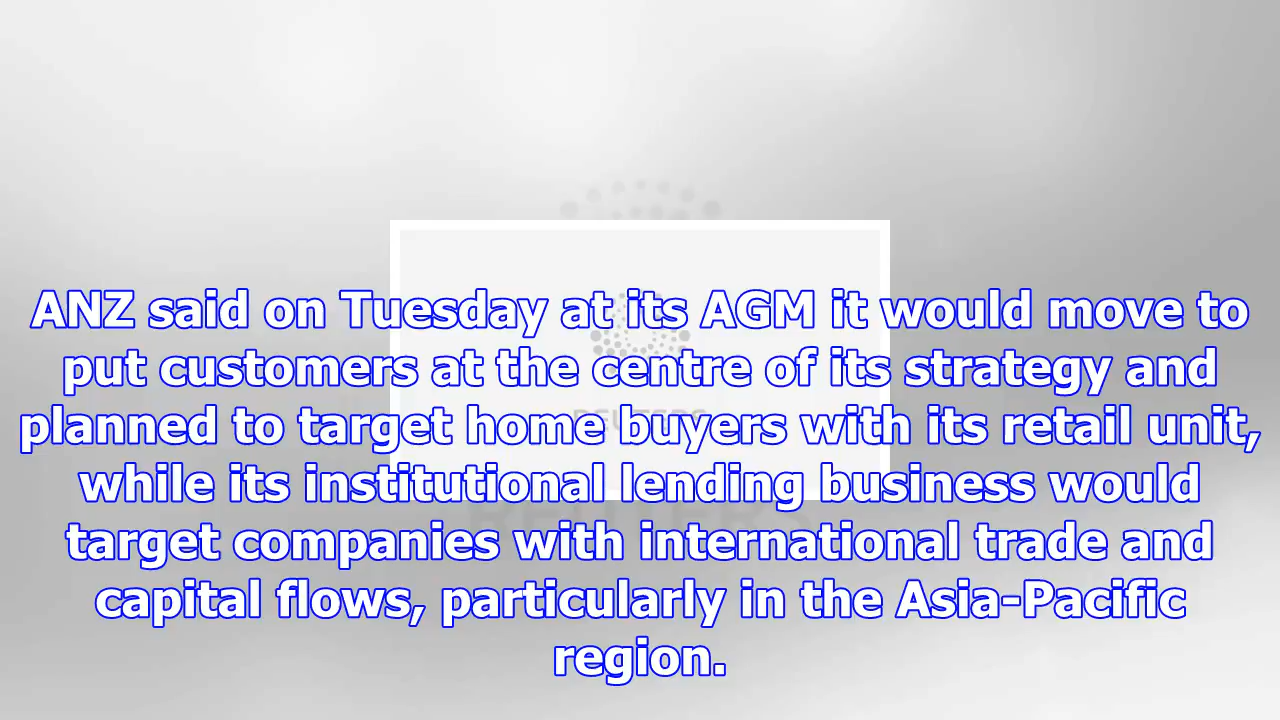 ANZ said on Tuesday at its AGM it would move to
put customers at the centre of its strategy and
planned to target home buyers with its retail unit,
while its institutional lending business would
target companies with international trade and
capital flows, particularly in the Asia-Pacific
region.
REUTERS
REUTERS